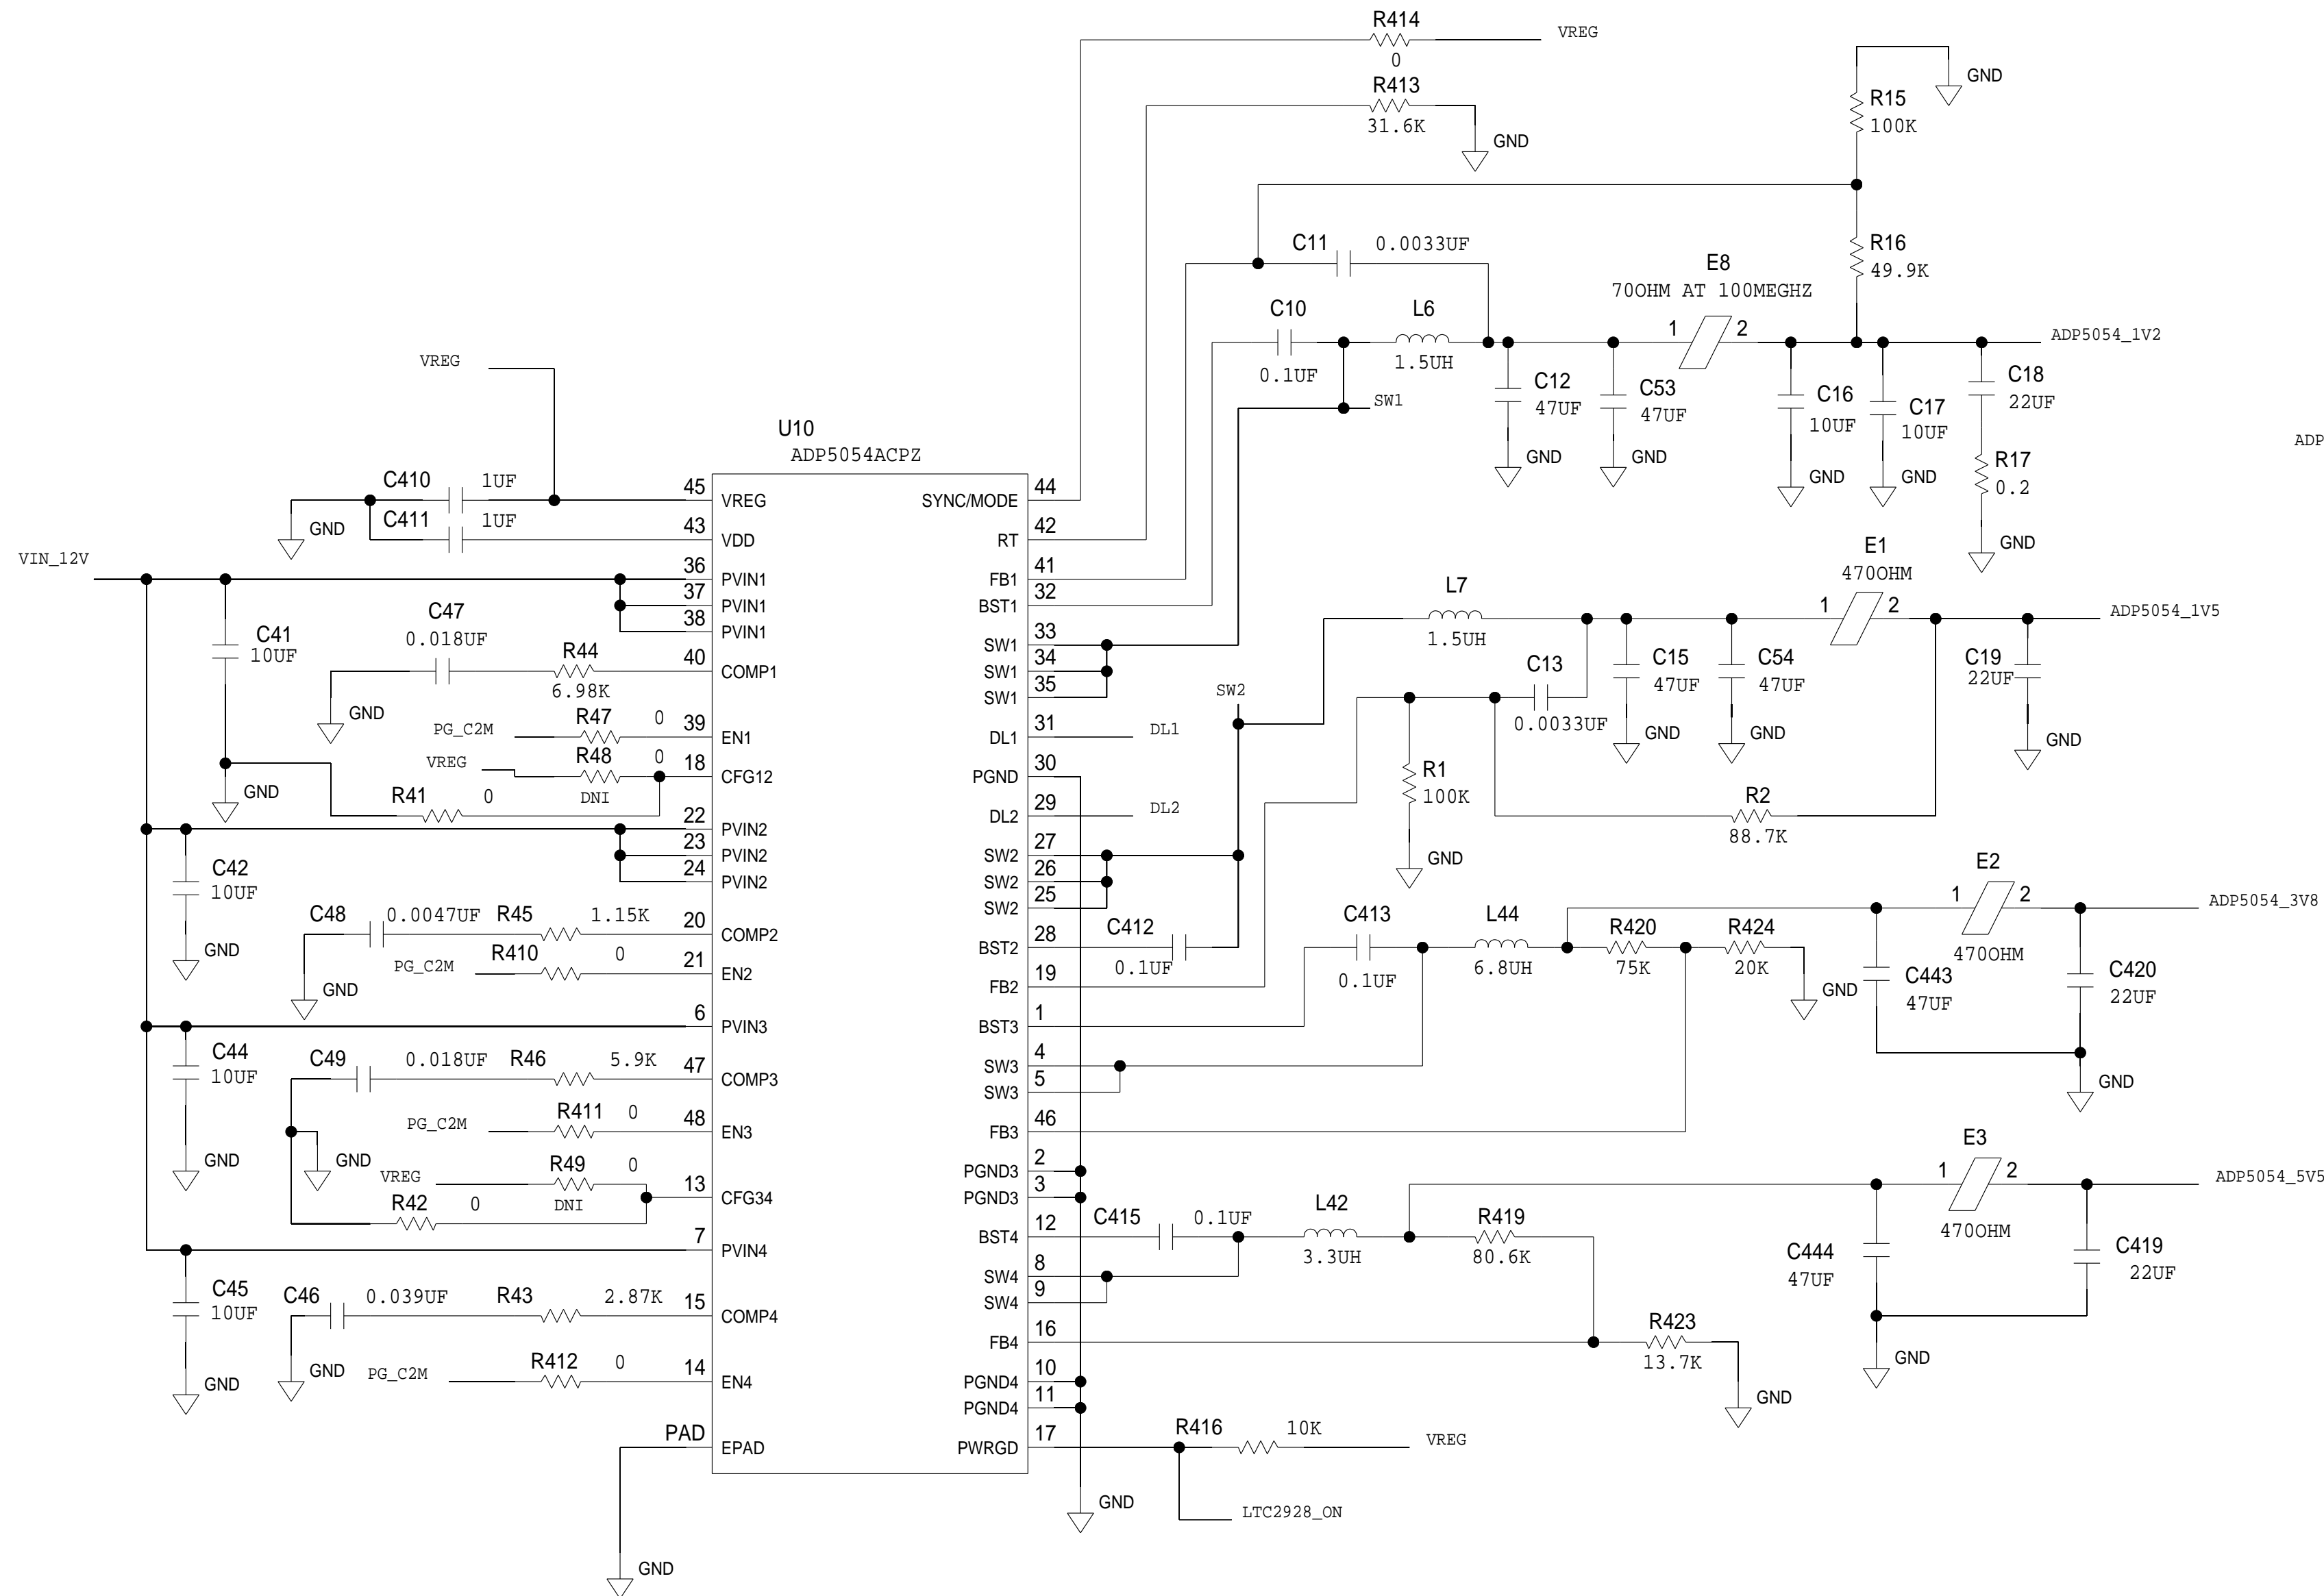 R414
VREG
0
R413
31.6K
GND
GND
R15
100K
C11 0.0033UF
R16
49.9K
E8
70OHM AT 100MEGHZ
1 2
C10
0.1UF
L6
1.5UH
ADP5054_1V2
SW1
C12
47UF
GND
C53
47UF
GND
C16
10UF
GND
C17
10UF
GND
C18
22UF
R17
0.2
GND
ADP
VREG
U10
ADP5054ACPZ
C410 1UF
GND
C411 1UF
VIN_12V
C41
10UF
GND
C47
0.018UF
R44
6.98K
GND
PG_C2M R47 0
VREG R48 0
DNI
R41 0
C42
10UF
GND
C48 0.0047UF R45 1.15K
GND
PG_C2M R410 0
C44
10UF
GND
C49 0.018UF R46 5.9K
PG_C2M R411 0
GND
VREG R49 0
DNI
R42 0
C45
10UF
GND
C46 0.039UF R43 2.87K
GND
PG_C2M R412 0
45 VREG
43 VDD
36 PVIN1
37 PVIN1
38 PVIN1
40 COMP1
39 EN1
18 CFG12
22 PVIN2
23 PVIN2
24 PVIN2
20 COMP2
21 EN2
6 PVIN3
47 COMP3
48 EN3
13 CFG34
7 PVIN4
15 COMP4
14 EN4
PAD EPAD
GND
SYNC/MODE 44
RT 42
FB1 41
BST1 32
SW1 33
SW1 34
SW1 35
DL1 31 DL1
PGND 30
DL2 29 DL2
SW2 27
SW2 26
SW2 25
BST2 28
FB2 19
BST3 1
SW3 4
SW3 5
FB3 46
PGND3 2
PGND3 3
BST4 12
SW4 8
SW4 9
FB4 16
PGND4 10
PGND4 11
PWRGD 17
GND
R416 10K
VREG
LTC2928_ON
SW2
L7
1.5UH
C13
0.0033UF
R1
100K
GND
C15
47UF
GND
C54
47UF
GND
E1
470OHM
1 2
ADP5054_1V5
C19
22UF
GND
R2
88.7K
C412
0.1UF
C413
0.1UF
L44
6.8UH
R420
75K
R424
20K
GND
E2
1 2
470OHM
ADP5054_3V8
C443
47UF
C420
22UF
GND
C415 0.1UF
L42
3.3UH
R419
80.6K
R423
13.7K
GND
E3
1 2
470OHM
ADP5054_5V5
C444
47UF
C419
22UF
GND